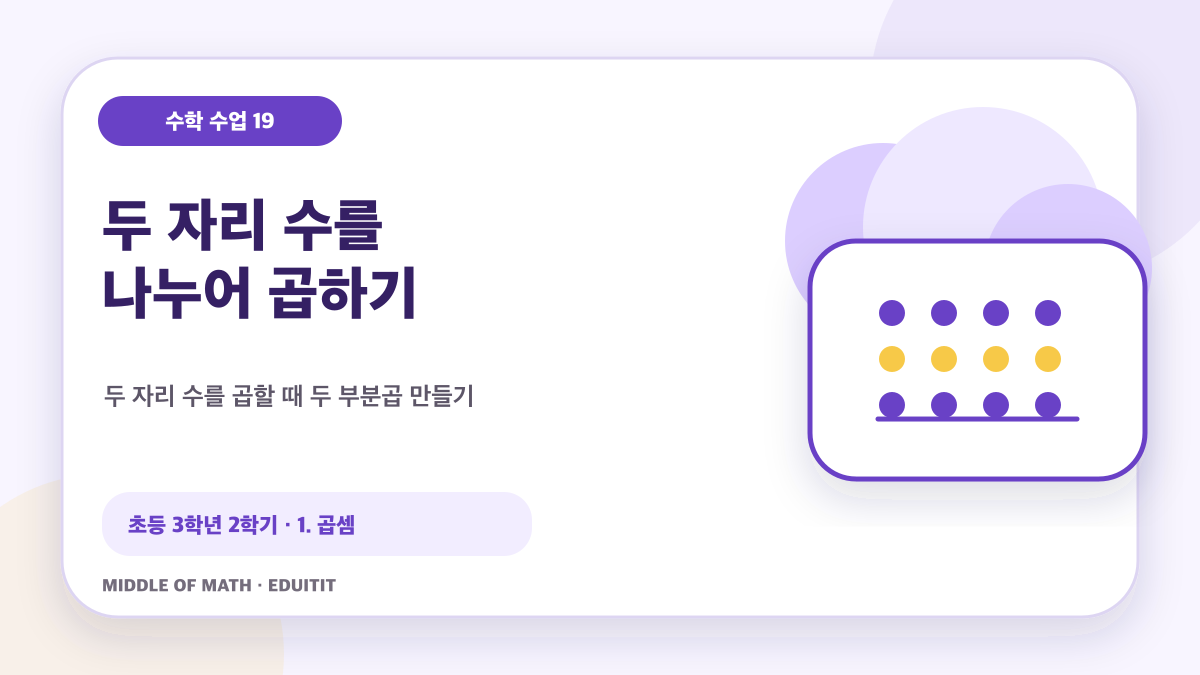 수학 수업 19
두 자리 수를
나누어 곱하기
두 자리 수를 곱할 때 두 부분곱 만들기
초등 3학년 2학기 · 1. 곱셈
MIDDLE OF MATH · EDUITIT